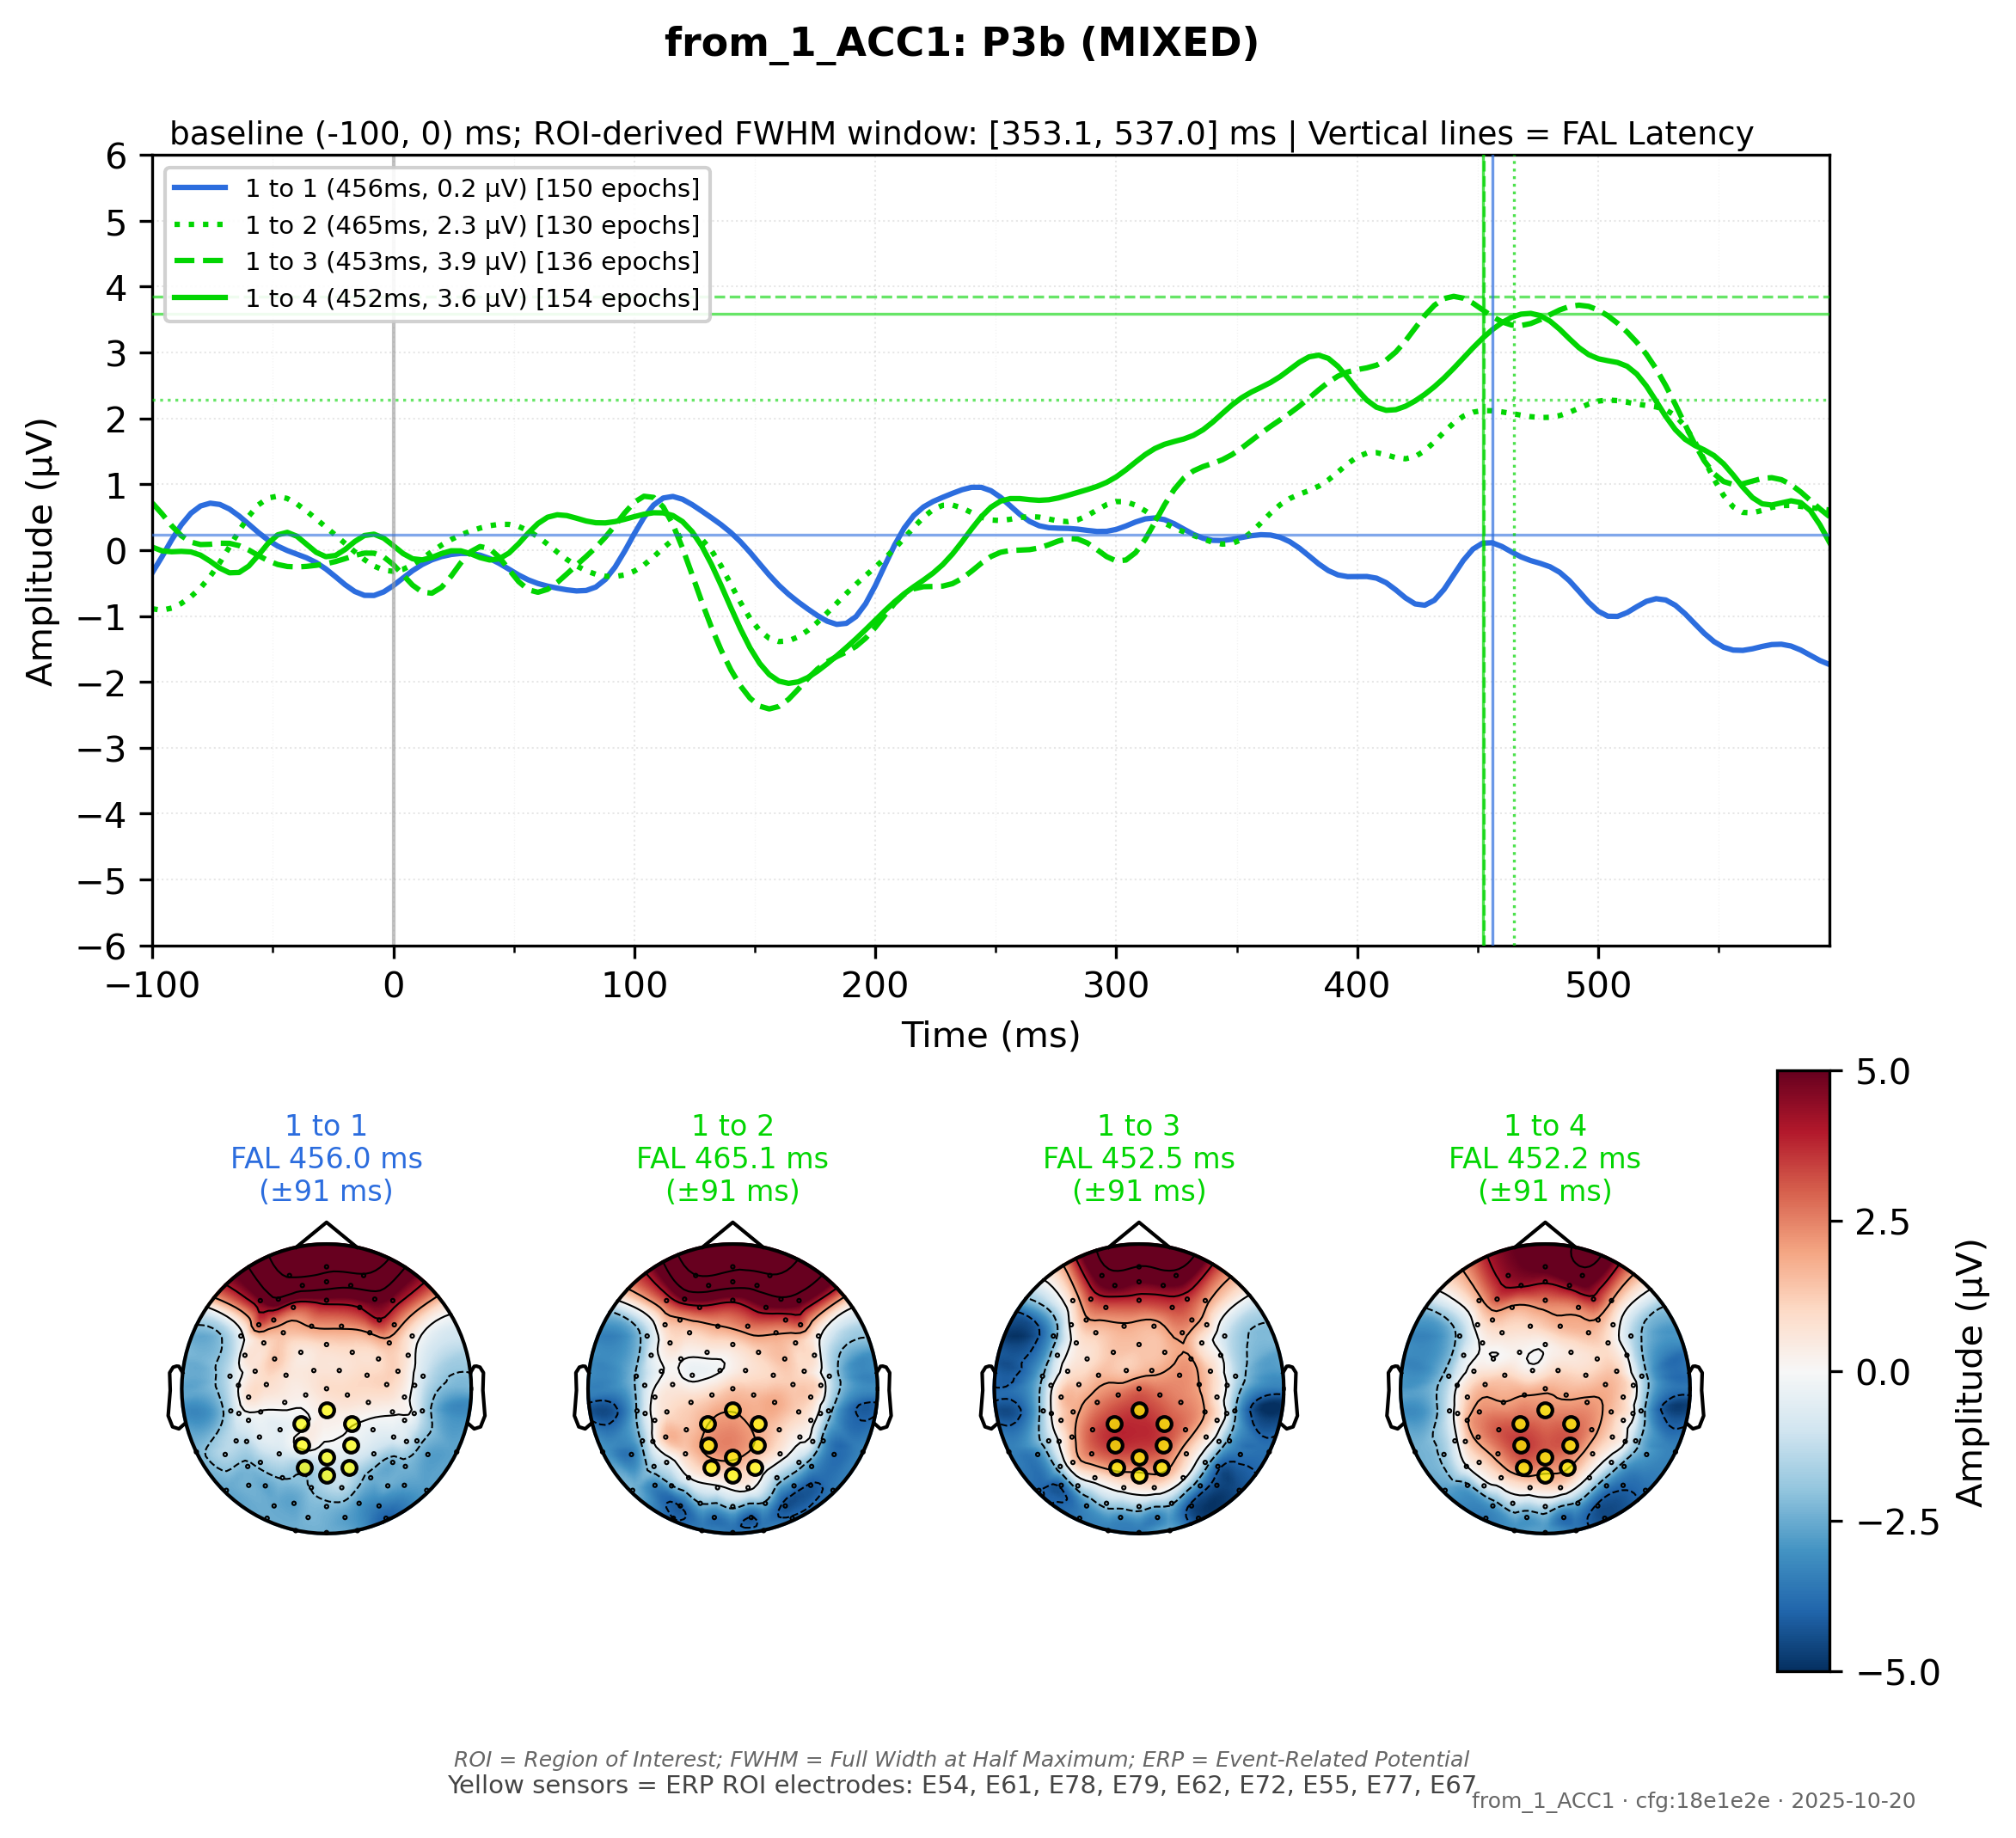 from_1_ACC1: P3b (MIXED)
baseline (-100, 0) ms; ROI-derived FWHM window: [353.1, 537.0] ms | Vertical lines = FAL Latency
1 to 1 (456ms, 0.2 µV) [150 epochs]
1 to 2 (465ms, 2.3 µV) [130 epochs]
1 to 3 (453ms, 3.9 µV) [136 epochs]
1 to 4 (452ms, 3.6 µV) [154 epochs]
6
5
4
3
2
1
0
−1
−2
−3
−4
−5
−6
Amplitude (µV)
−100 0 100 200 300 400 500
Time (ms)
1 to 1
FAL 456.0 ms
(±91 ms)
1 to 2
FAL 465.1 ms
(±91 ms)
1 to 3
FAL 452.5 ms
(±91 ms)
1 to 4
FAL 452.2 ms
(±91 ms)
5.0
2.5
0.0
−2.5
−5.0
Amplitude (µV)
ROI = Region of Interest; FWHM = Full Width at Half Maximum; ERP = Event-Related Potential
Yellow sensors = ERP ROI electrodes: E54, E61, E78, E79, E62, E72, E55, E77, E67
from_1_ACC1 · cfg:18e1e2e · 2025-10-20